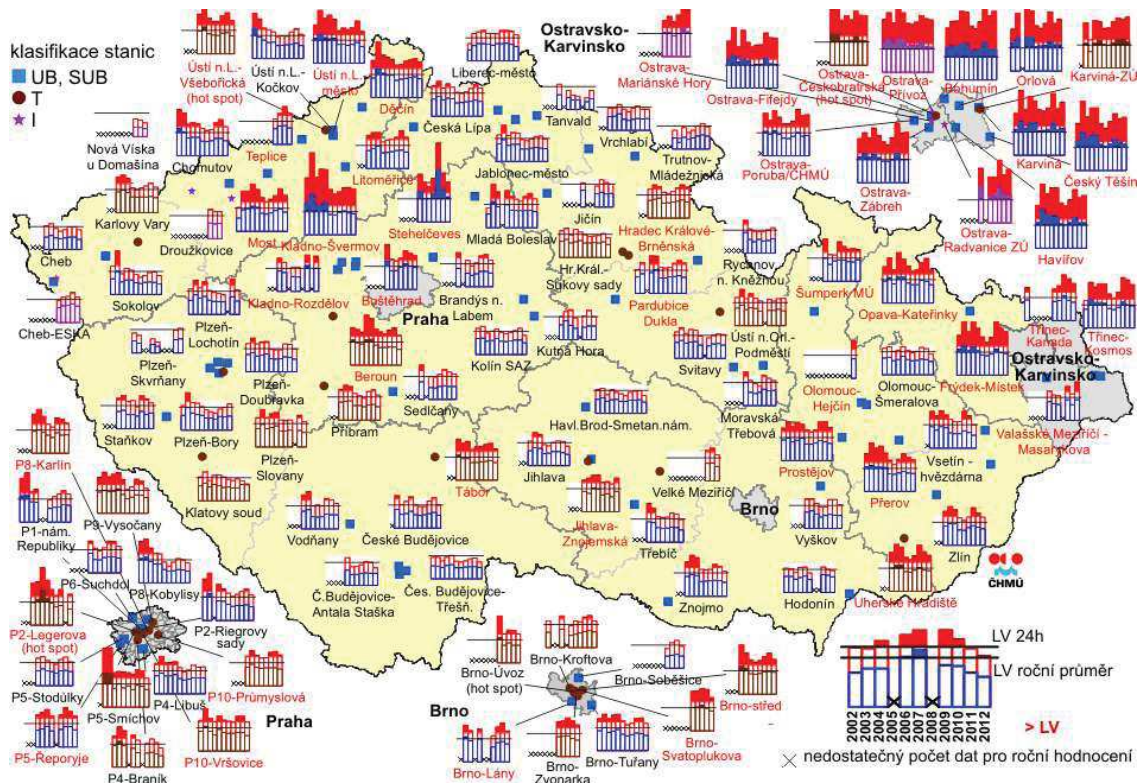 klasifikace stanic
UB, SUB
T
I
Ostravsko-
Karvinsko
Ústí n.L.-
Všebořická
(hot spot)
Ústí n.L.-
Kočkov
Ústí n.L.-
město
Děčín
Liberec-město
Česká Lípa
Tanvald
Vrchlabí
Trutnov-
Mládežnická
Ostrava-
Mariánské Hory
Ostrava-Fifejdy
Ostrava-
Českobratrská
(hot spot)
Ostrava-
Přívoz
Bohumín
Orlová
Karviná-ZÚ
Nová Víska
u Domašína
Chomutov
Teplice
Litoměřice
Jablonec-město
Ostrava-
Poruba/ČHMÚ
Ostrava-
Zábřeh
Karviná
Český Těšín
Ostrava-
Radvanice ZÚ
Havířov
Karlovy Vary
Droužkovice
Most
Kladno-Švermov
Stehelčeves
Mladá Boleslav
Jičín
Hradec Králové-
Brněnská
Hr.Král.-
Sukovy sady
Rychnov
n. Kněžnou
Cheb
Sokolov
Plzeň-
Lochotín
Kladno-Rozdělov
Buštěhrad
Brandýs n.
Labem
Pardubice
Dukla
Šumperk MÚ
Opava-Kateřinky
Třinec-
Kanada
Třinec-
Kosmos
Cheb-ESKA
Praha
Plzeň-
Skvrňany
Plzeň-
Doubravka
Beroun
Kolín SAZ
Kutná Hora
Svitavy
Ústí n.Orl.-
Podměstí
Olomouc-
Hejčín
Olomouc-
Šmeralova
Frýdek-Místek
Ostravsko-
Karvinsko
Staňkov
Plzeň-Bory
Plzeň-
Slovany
Příbram
Sedlčany
Havl.Brod-Smetan.nám.
Moravská
Třebová
Valašské Meziříčí -
Masarykova
P8-Karlín
P9-Vysočany
Klatovy soud
Tábor
Jihlava
Velké Meziříčí
Prostějov
Přerov
Vsetín -
hvězdárna
P1-nám.
Republiky
Vodňany
České Budějovice
Jihlava-
Znojemská
Třebíč
Brno
Vyškov
Zlín
ČHMÚ
P6-Suchdol
P8-Kobylisy
Č.Budějovice-
Antala Staška
Čes. Budějovice-
Třešň.
Znojmo
Hodonín
Uherské Hradiště
P2-Legerova
(hot spot)
P2-Riegrovy
sady
P5-Stodůlky
P5-Smíchov
P4-Libuš
P10-Průmyslová
P5-Řeporyje
P4-Braník
P10-Vršovice
Praha
Brno-Úvoz
(hot spot)
Brno-Kroftova
Brno-Soběšice
Brno-střed
Brno
Brno-Lány
Brno-
Zvonařka
Brno-Tuřany
Brno-
Svatoplukova
LV 24h
LV roční průměr
2002
2003
2004
2005
2006
2007
2008
2009
2010
2011
2012
> LV
nedostatečný počet dat pro roční hodnocení